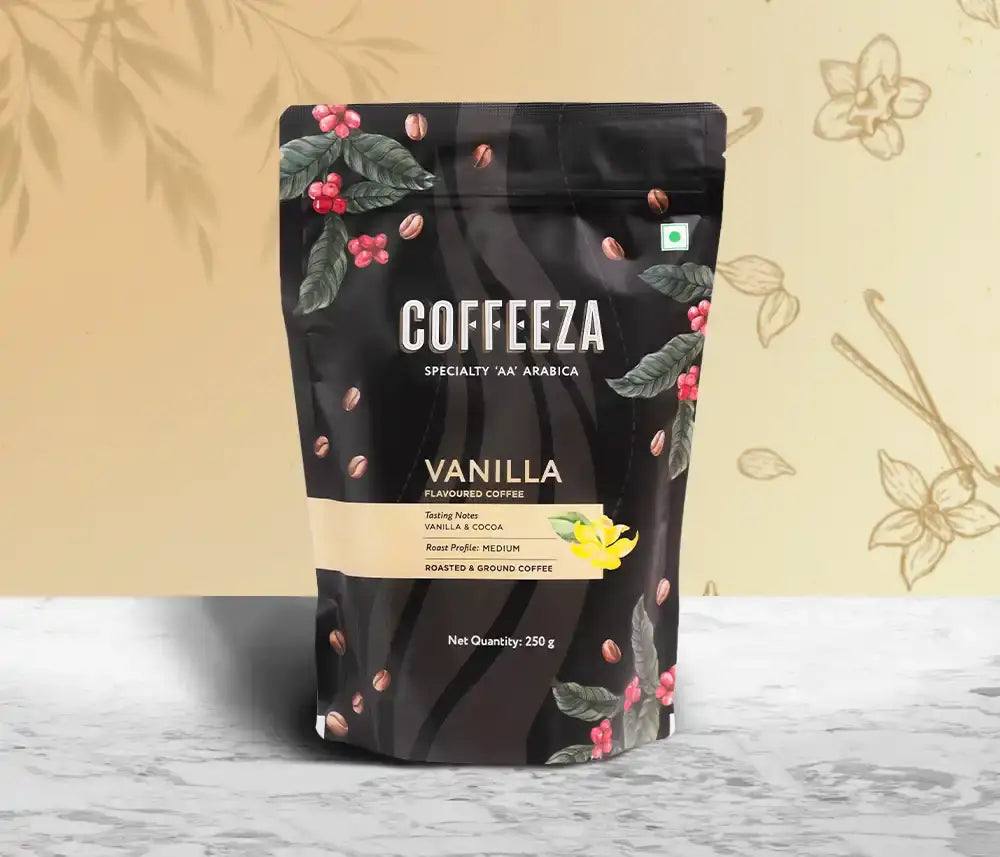 COFFEEZA
SPECIALTY ‘AA’ ARABICA
VANILLA
FLAVOURED COFFEE
Tasting Notes
VANILLA & COCOA
Roast Profile: MEDIUM
ROASTED & GROUND COFFEE
Net Quantity: 250 g